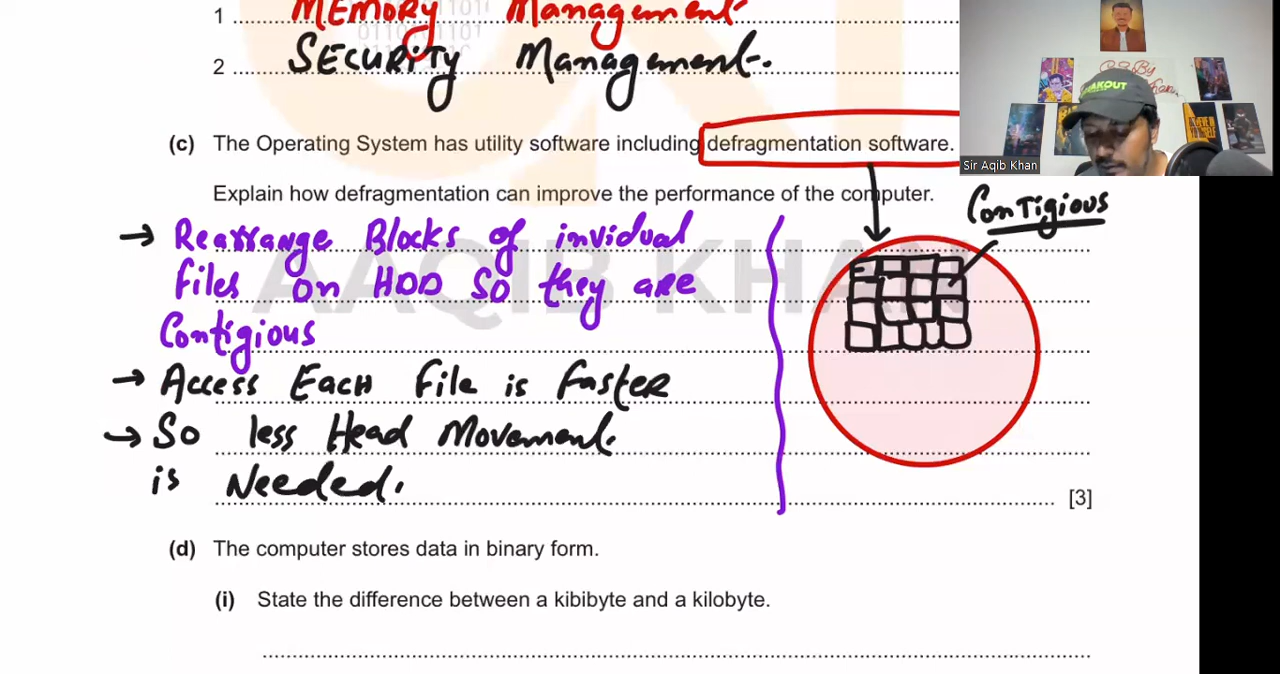 1 MEMORY Management
2 SECURITY Management.
(c) The Operating System has utility software including defragmentation software.
Sir Aqib Khan
Explain how defragmentation can improve the performance of the computer.
Contigious
→ Rearrange Blocks of invidual
files on HDD so they are
Contigious
AAQIB KHAN
→ Access Each file is faster
→ So less Head Movement.
is Needed.
[3]
(d) The computer stores data in binary form.
(i) State the difference between a kibibyte and a kilobyte.